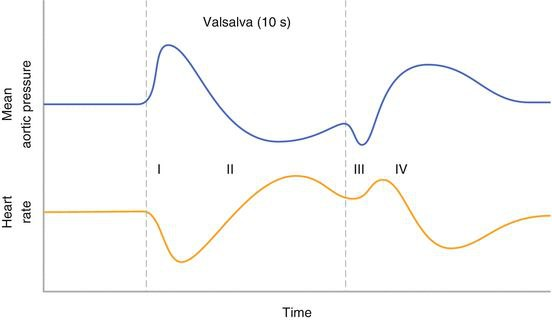 Valsalva (10 s)
Mean
aortic pressure
I
II
III
IV
Heart
rate
Time